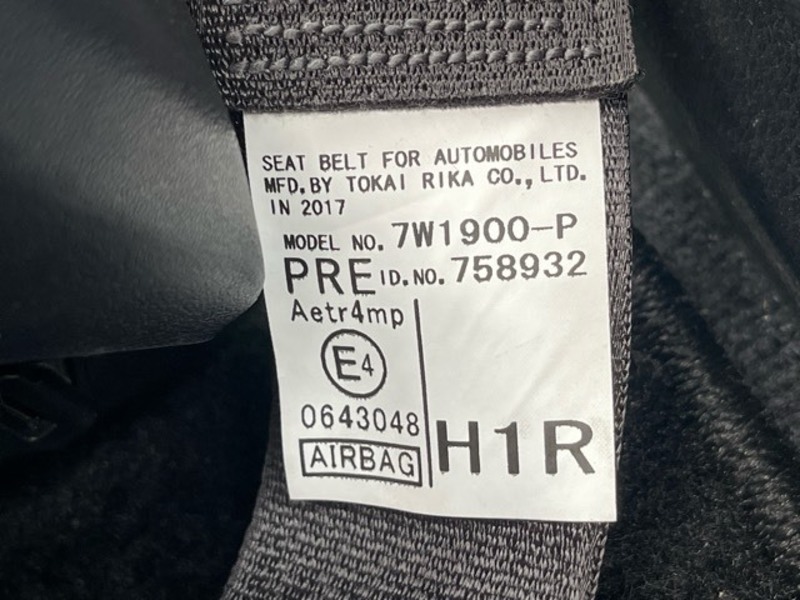 SEAT BELT FOR AUTOMOBILES
MFD.BY TOKAI RIKA CO., LTD.
IN 2017
MODEL NO. 7W1900-P
PRE ID.NO. 758932
Aetr4mp
E4
0643048
AIRBAG
H1R